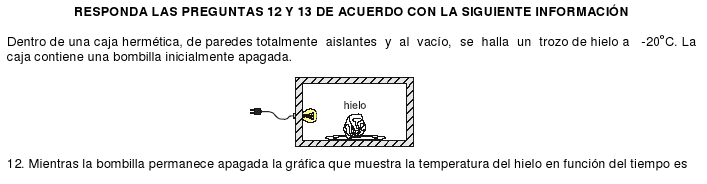 RESPONDA LAS PREGUNTAS 12 Y 13 DE ACUERDO CON LA SIGUIENTE INFORMACIÓN
Dentro de una caja hermética, de paredes totalmente aislantes y al vacío, se halla un trozo de hielo a -20°C. La
caja contiene una bombilla inicialmente apagada.
hielo
12. Mientras la bombilla permanece apagada la gráfica que muestra la temperatura del hielo en función del tiempo es